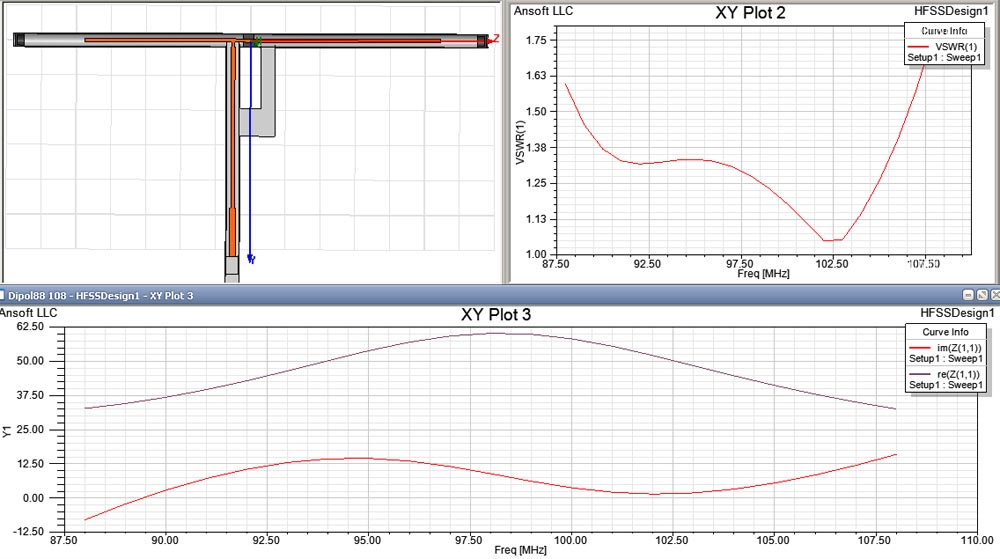 Z
Y
Ansoft LLC
XY Plot 2
HFSSDesign1
Curve Info
VSWR(1)
Setup1 : Sweep1
VSWR(1)
1.75
1.63
1.50
1.38
1.25
1.13
1.00
87.50
92.50
97.50
102.50
107.50
Freq [MHz]
Dipol88 108 - HFSSDesign1 - XY Plot 3
Ansoft LLC
XY Plot 3
HFSSDesign1
Curve Info
im(Z(1,1))
Setup1 : Sweep1
re(Z(1,1))
Setup1 : Sweep1
Y1
62.50
50.00
37.50
25.00
12.50
0.00
-12.50
87.50
90.00
92.50
95.00
97.50
100.00
102.50
105.00
107.50
110.00
Freq [MHz]